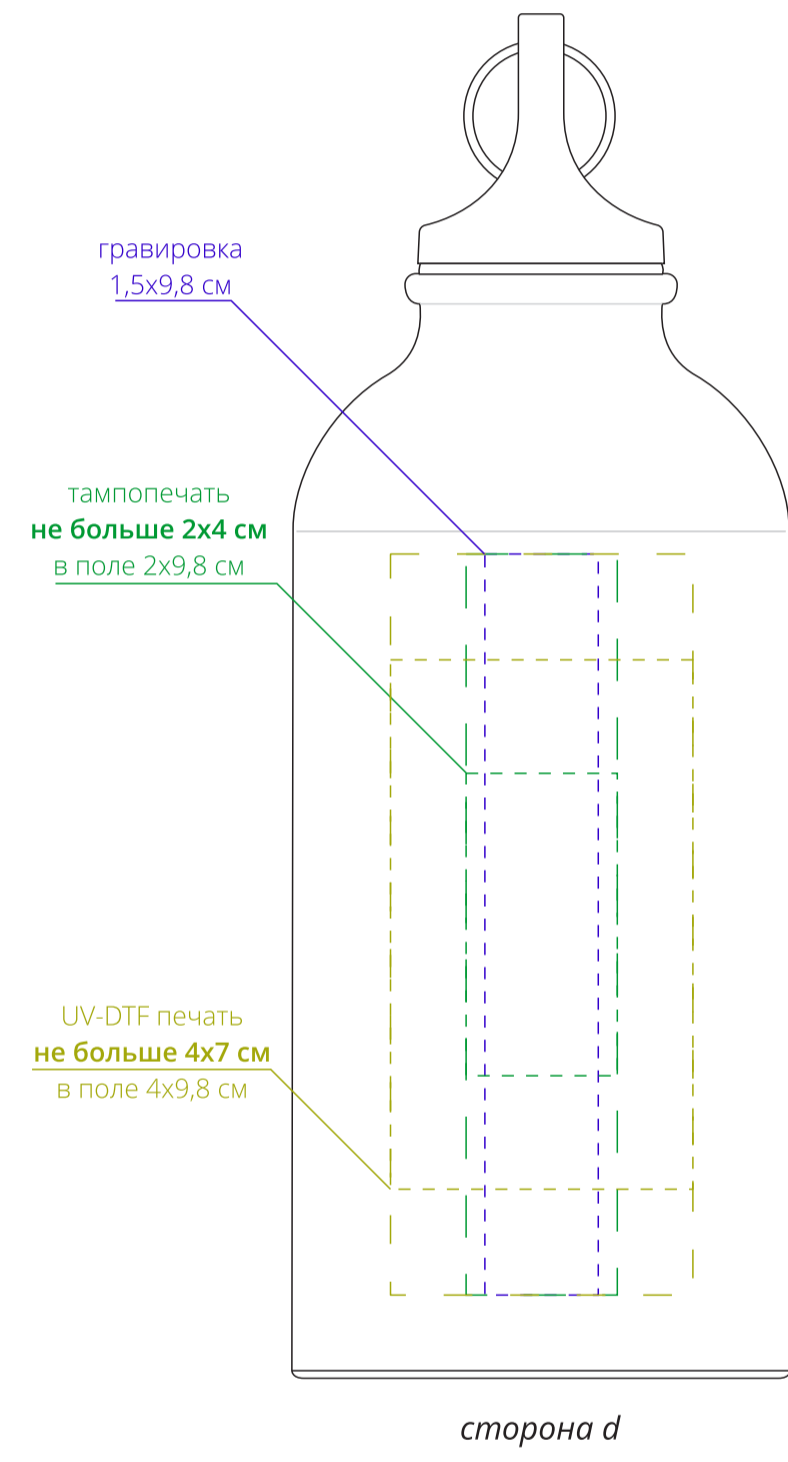 гравировка
1,5х9,8 см
тампопечать
не больше 2х4 см
в поле 2х9,8 см
UV-DTF печать
не больше 4х7 см
в поле 4х9,8 см
сторона d